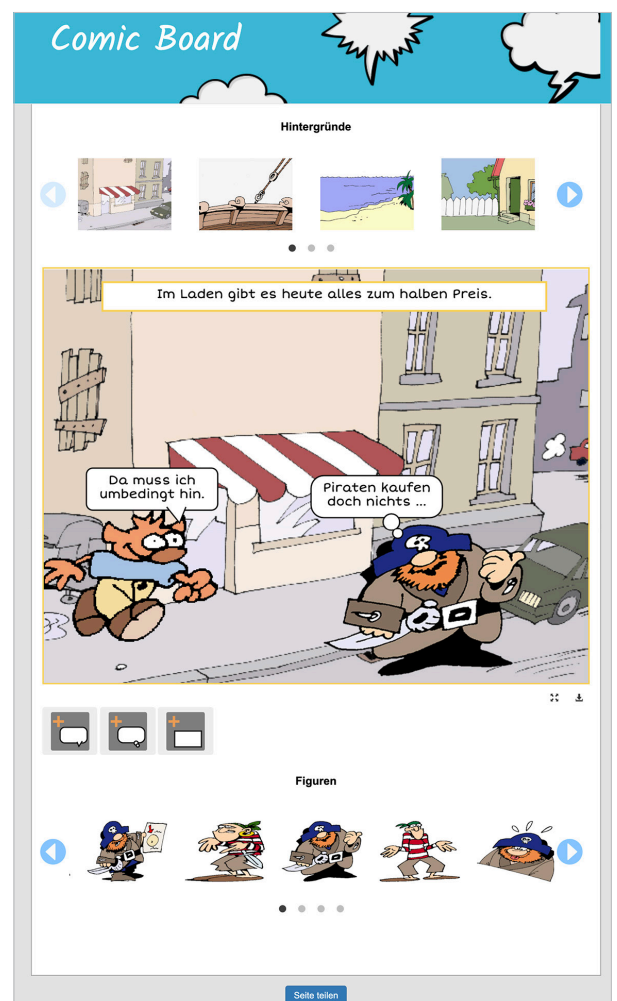 Comic Board
Hintergründe
Im Laden gibt es heute alles zum halben Preis.
Da muss ich
umbedingt hin.
Piraten kaufen
doch nichts ...
Figuren
Seite teilen